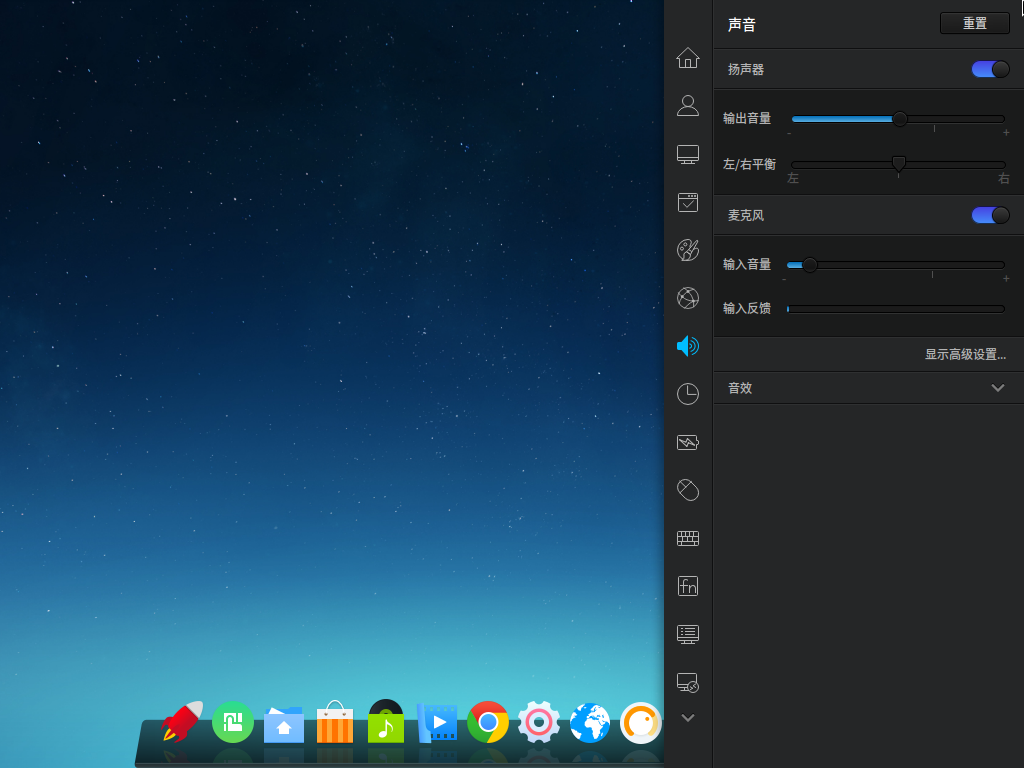 声音
重置
扬声器
输出音量
- +
左/右平衡
左 右
麦克风
输入音量
- +
输入反馈
显示高级设置...
音效
fn